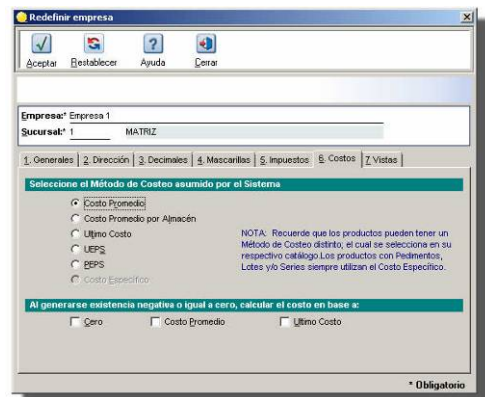 Redefinir empresa
Aceptar Restablecer Ayuda Cerrar
Empresa:* Empresa 1
Sucursal:* 1 MATRIZ
1. Generales 2. Dirección 3. Decimales 4. Mascarillas 5. Impuestos 6. Costos 7. Vistas
Seleccione el Método de Costeo asumido por el Sistema
Costo Promedio
Costo Promedio por Almacén
Ultimo Costo
UEPS
PEPS
Costo Específico
NOTA: Recuerde que los productos pueden tener un
Método de Costeo distinto; el cual se selecciona en su
respectivo catálogo.Los productos con Pedimentos,
Lotes y/o Series siempre utilizan el Costo Específico.
Al generarse existencia negativa o igual a cero, calcular el costo en base a:
Cero Costo Promedio Ultimo Costo
* Obligatorio